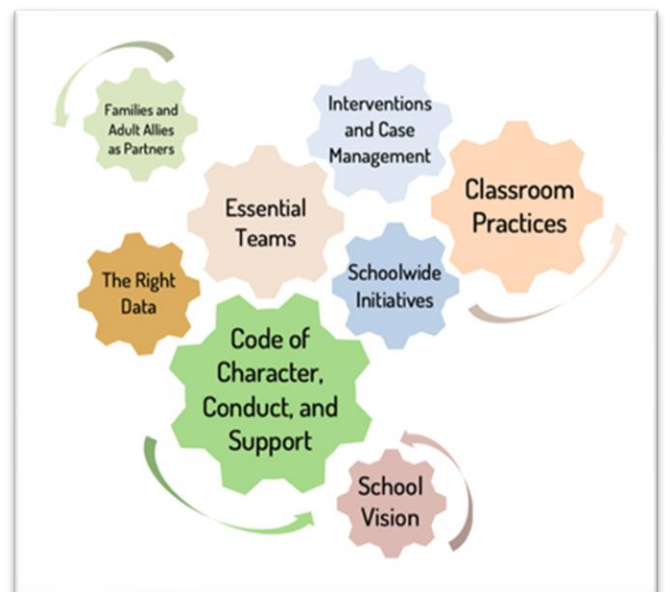 Families and
Adult Allies
as Partners
Interventions
and Case
Management
Classroom
Practices
Essential
Teams
The Right
Data
Schoolwide
Initiatives
Code of
Character,
Conduct, and
Support
School
Vision